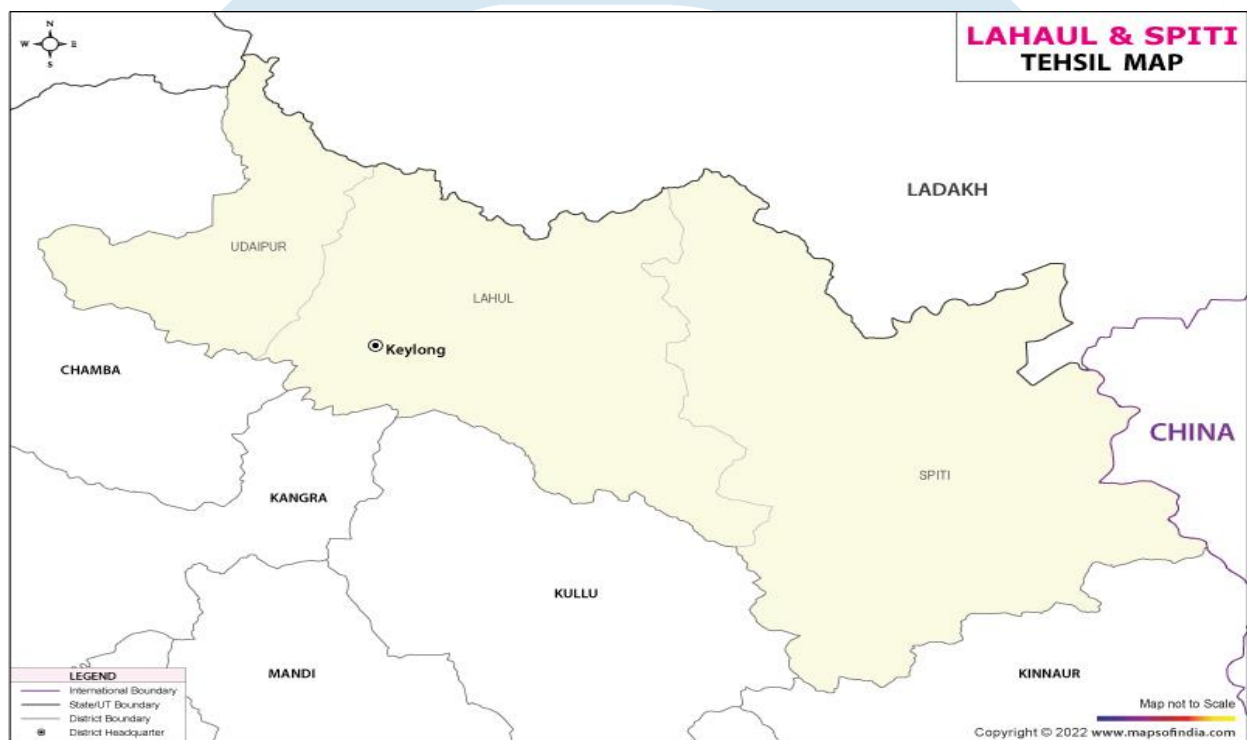 N
W E
S
LAHAUL & SPITI
TEHSIL MAP
LADAKH
UDAIPUR
LAHUL
Keylong
CHAMBA
CHINA
SPITI
KANGRA
KULLU
MANDI
KINNAUR
LEGEND
International Boundary
State/UT Boundary
District Boundary
District Headquarter
Map not to Scale
Copyright © 2022 www.mapsofindia.com